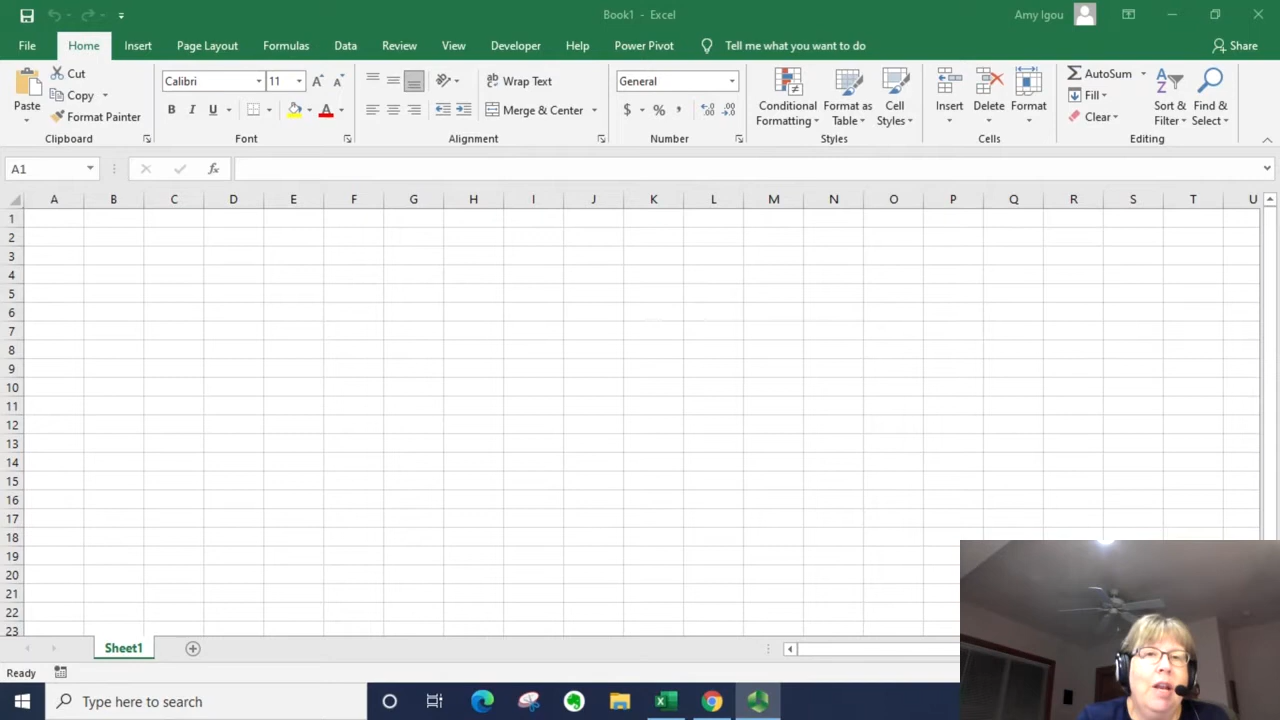 Book1 - Excel
Amy Igou
File Home Insert Page Layout Formulas Data Review View Developer Help Power Pivot Tell me what you want to do Share
Paste
Cut
Copy
Format Painter
Clipboard
Calibri 11
B I U A
Font
ab Wrap Text
Merge & Center
Alignment
General
$ % ,
Number
Conditional Formatting
Format as Table
Cell Styles
Styles
Insert
Delete
Format
Cells
AutoSum
Fill
Clear
Sort & Filter
Find & Select
Editing
A1 fx
A B C D E F G H I J K L M N O P Q R S T U
1
2
3
4
5
6
7
8
9
10
11
12
13
14
15
16
17
18
19
20
21
22
23
Sheet1
Ready
Type here to search